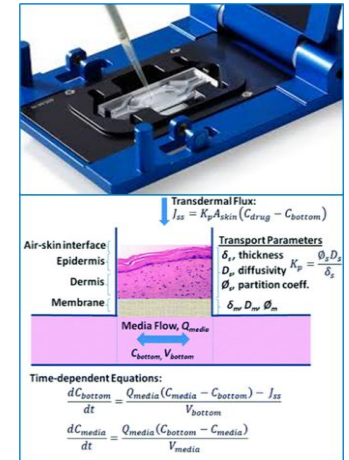 Transdermal Flux:
J_ss = K_p A_skin (C_drug − C_bottom)
Air-skin interface
Epidermis
Dermis
Membrane
Transport Parameters
δ_s, thickness
D_s, diffusivity
Ø_s, partition coeff.
K_p = Ø_s D_s / δ_s
δ_m, D_m, Ø_m
Media Flow, Q_media
C_bottom, V_bottom
Time-dependent Equations:
dC_bottom / dt = (Q_media (C_media − C_bottom) − J_ss) / V_bottom
dC_media / dt = Q_media (C_bottom − C_media) / V_media